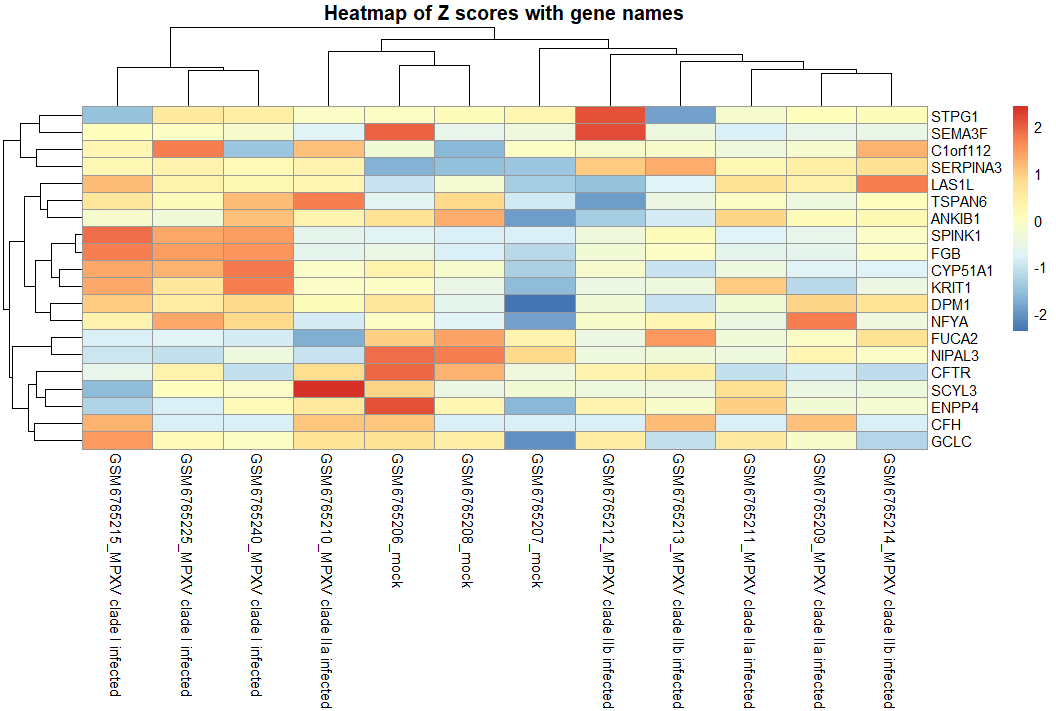 Heatmap of Z scores with gene names
STPG1
SEMA3F
C1orf112
SERPINA3
LAS1L
TSPAN6
ANKIB1
SPINK1
FGB
CYP51A1
KRIT1
DPM1
NFYA
FUCA2
NIPAL3
CFTR
SCYL3
ENPP4
CFH
GCLC
2
1
0
-1
-2
GSM6765215_MPXV clade I infected
GSM6765225_MPXV clade I infected
GSM6765240_MPXV clade I infected
GSM6765210_MPXV clade IIa infected
GSM6765206_mock
GSM6765208_mock
GSM6765207_mock
GSM6765212_MPXV clade IIb infected
GSM6765213_MPXV clade IIb infected
GSM6765211_MPXV clade IIa infected
GSM6765209_MPXV clade IIa infected
GSM6765214_MPXV clade IIb infected